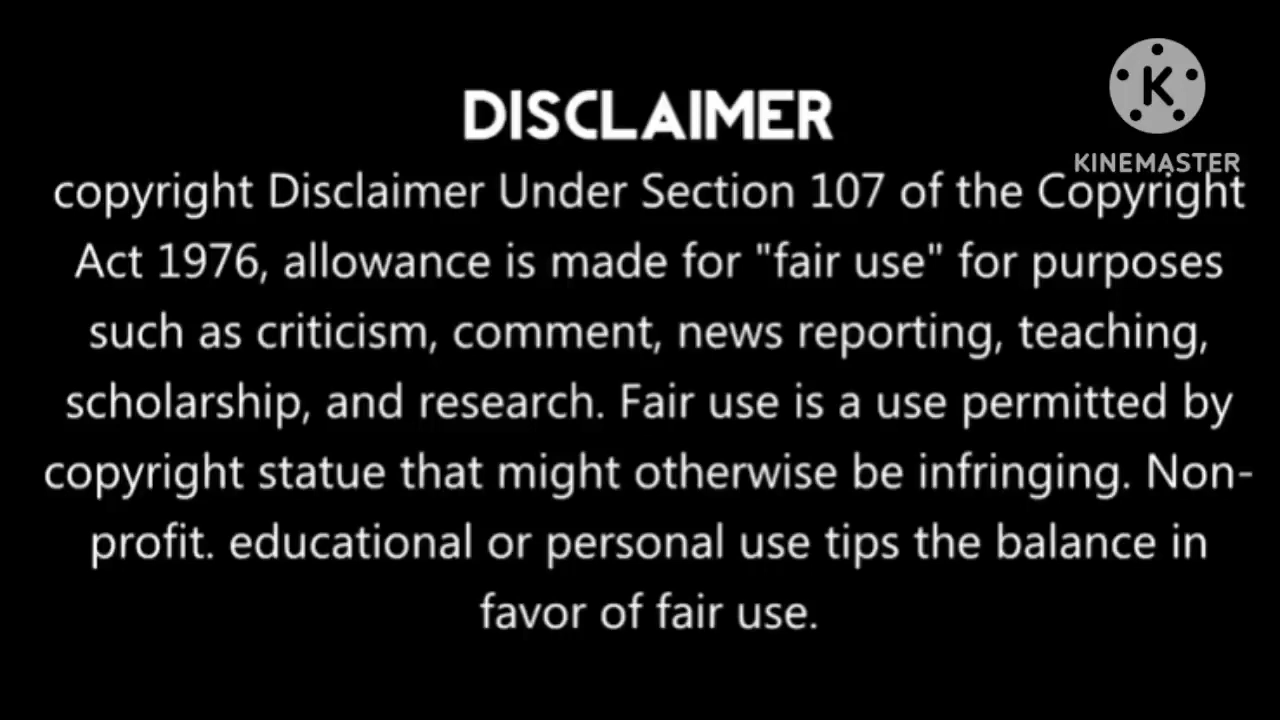 DISCLAIMER
K
KINEMASTER
copyright Disclaimer Under Section 107 of the Copyright
Act 1976, allowance is made for "fair use" for purposes
such as criticism, comment, news reporting, teaching,
scholarship, and research. Fair use is a use permitted by
copyright statue that might otherwise be infringing. Non-
profit. educational or personal use tips the balance in
favor of fair use.